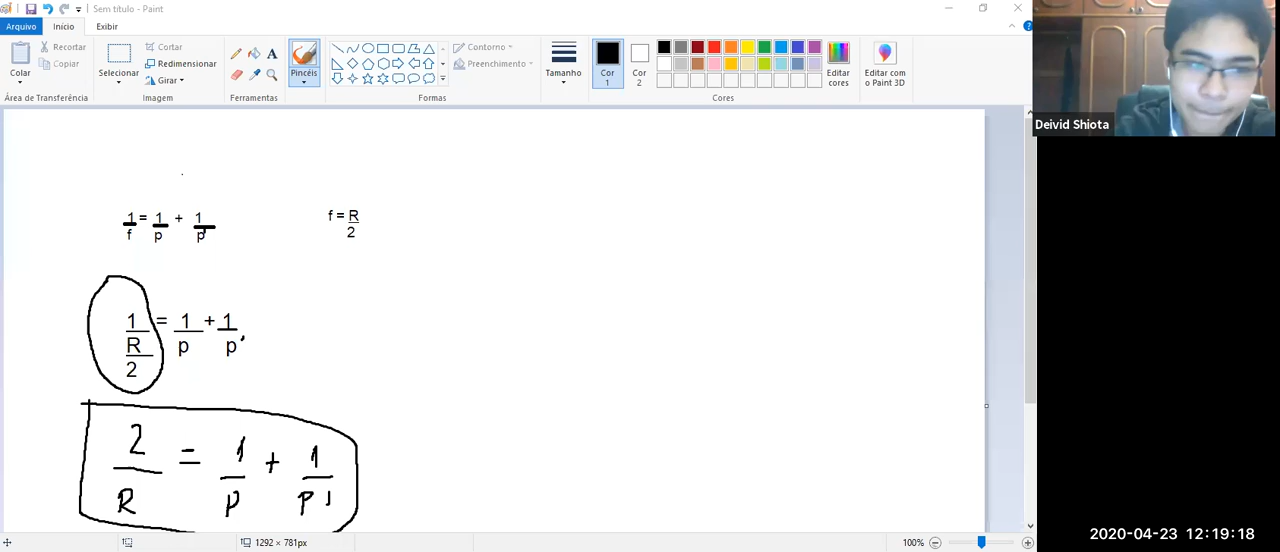 Sem título - Paint
Arquivo Início Exibir
Colar
Recortar
Copiar
Área de Transferência
Selecionar
Cortar
Redimensionar
Girar
Imagem
A
Ferramentas
Pincéis
Contorno
Preenchimento
Formas
Tamanho
Cor 1
Cor 2
Editar cores
Editar com o Paint 3D
Cores
Deivid Shiota
1/f = 1/p + 1/p'
f = R/2
1/(R/2) = 1/p + 1/p'
2/R = 1/p + 1/p'
1292 × 781px
100%
2020-04-23 12:19:18